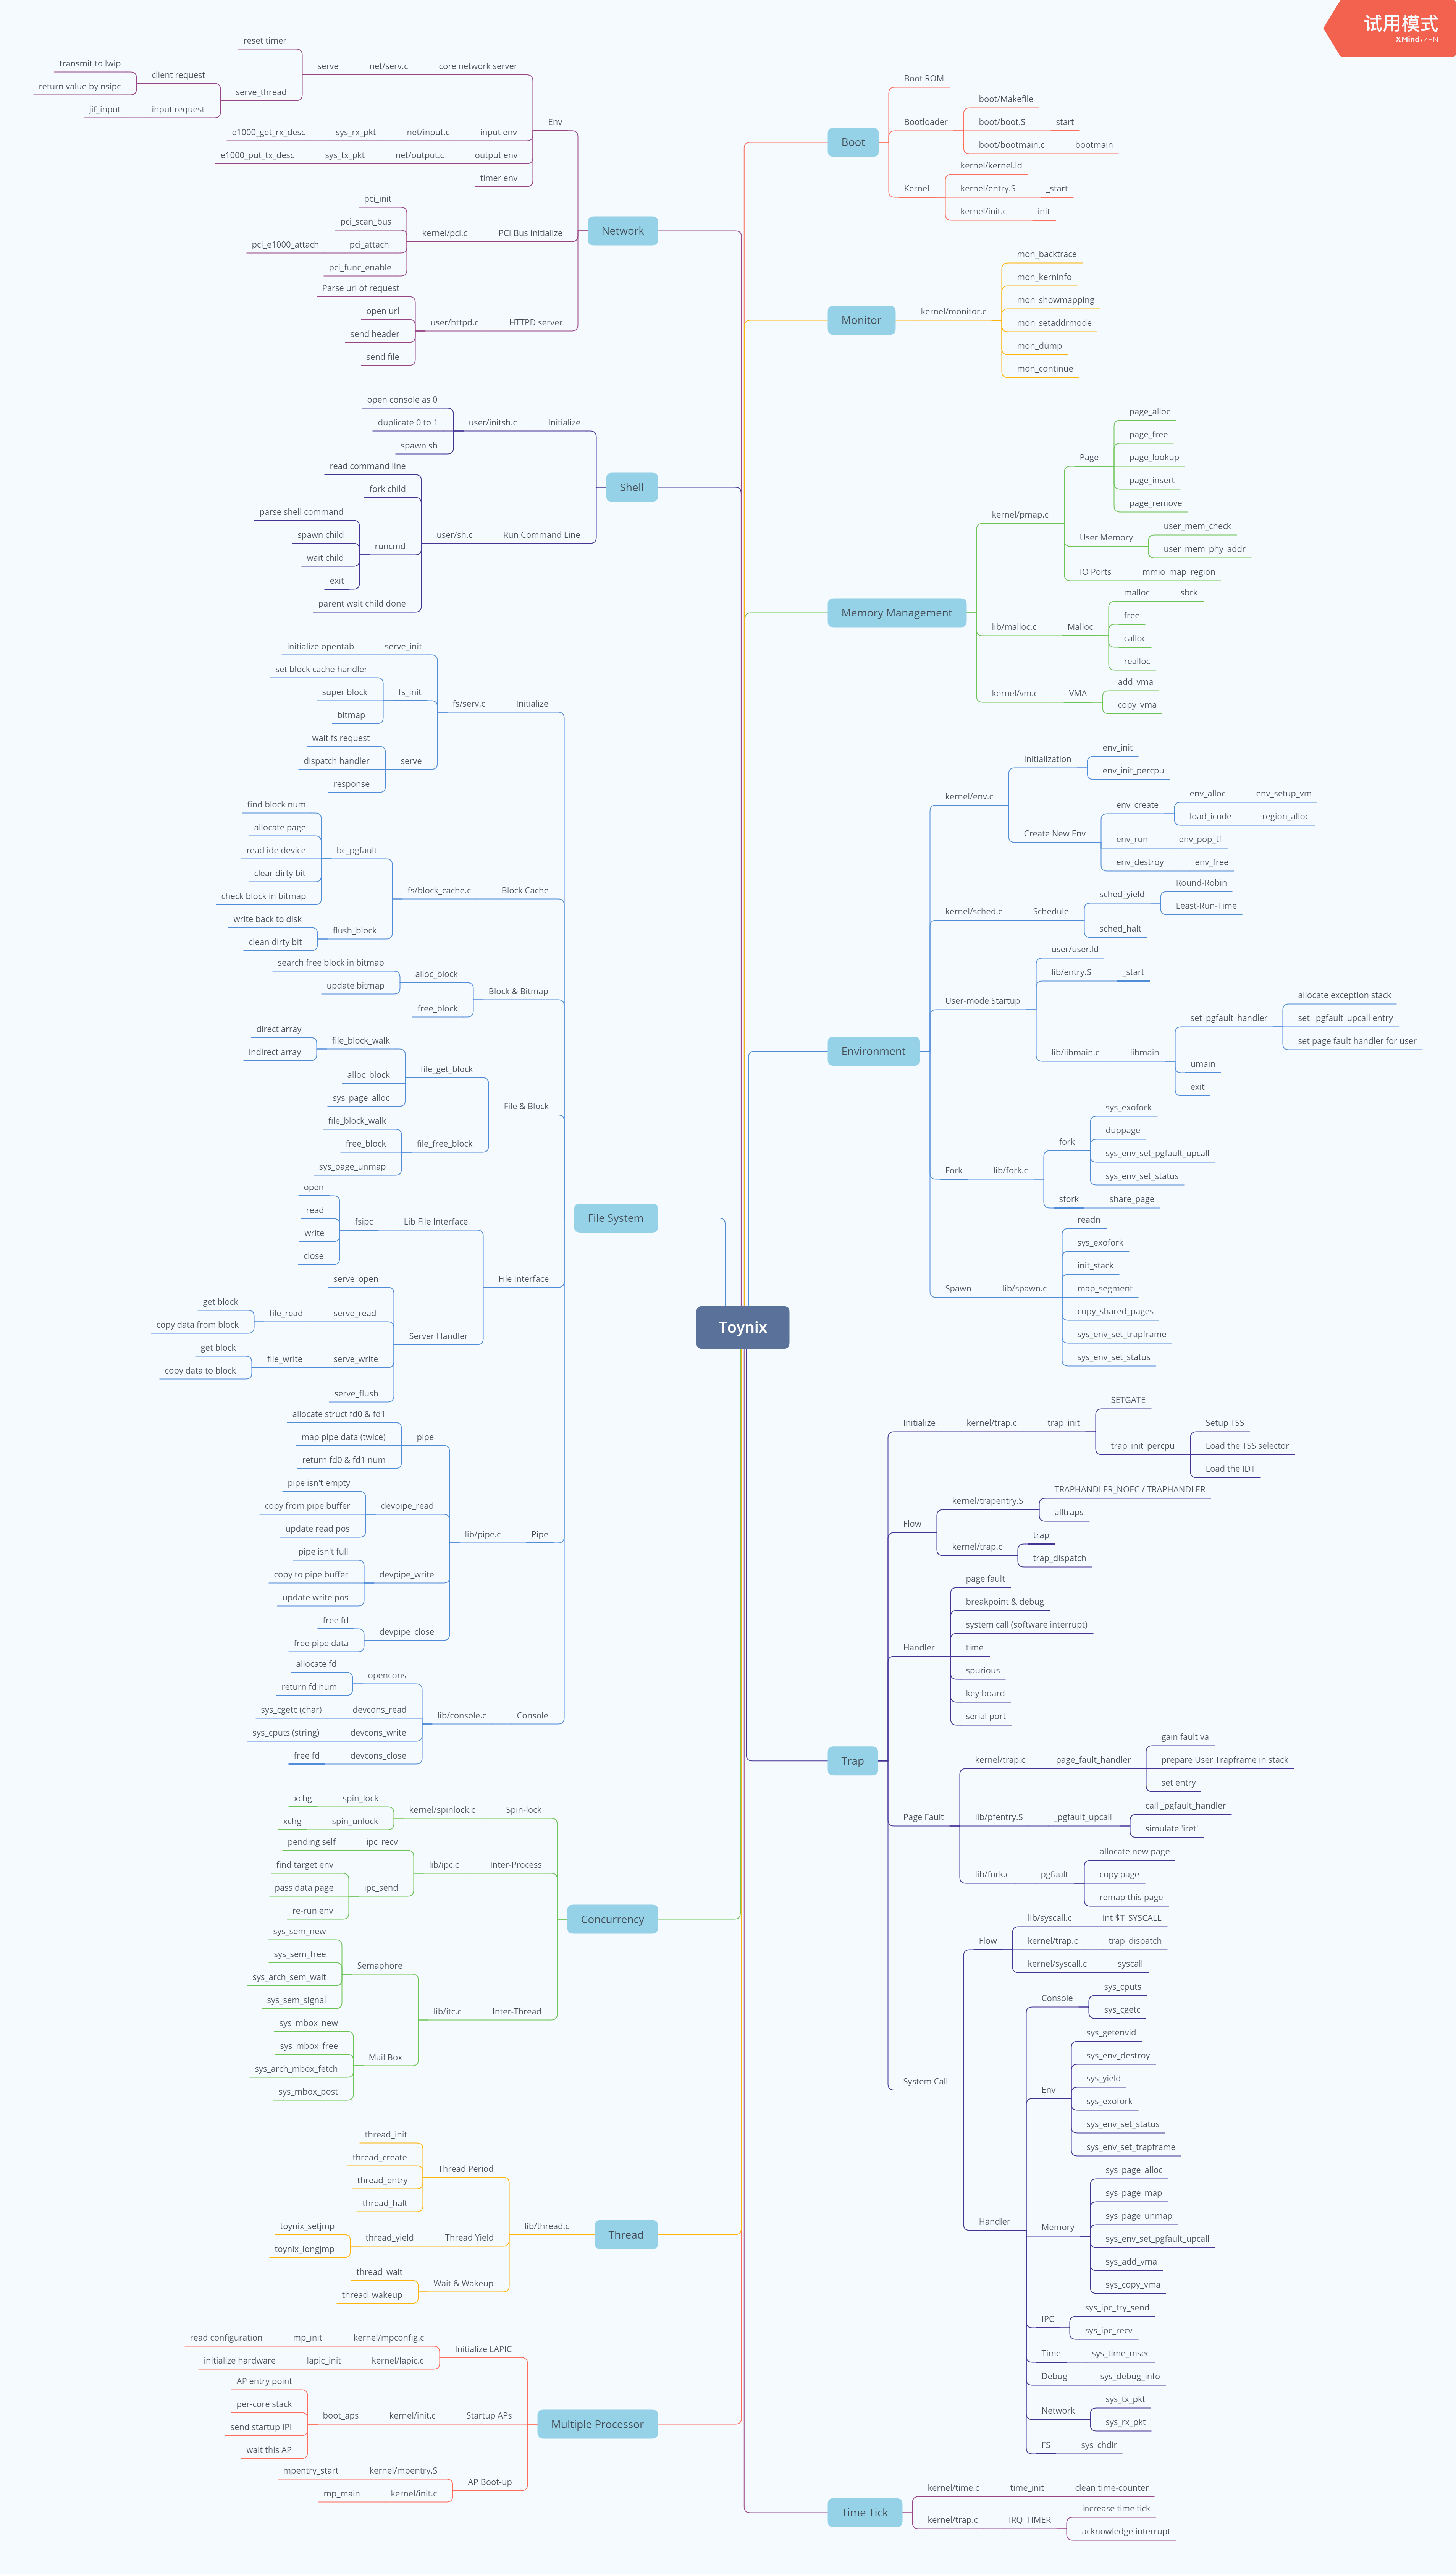 试用模式
XMind:ZEN
Toynix
Boot
Boot ROM
Bootloader
boot/Makefile
boot/boot.S
start
boot/bootmain.c
bootmain
Kernel
kernel/kernel.ld
kernel/entry.S
_start
kernel/init.c
init
Monitor
kernel/monitor.c
mon_backtrace
mon_kerninfo
mon_showmapping
mon_setaddrmode
mon_dump
mon_continue
Memory Management
kernel/pmap.c
Page
page_alloc
page_free
page_lookup
page_insert
page_remove
User Memory
user_mem_check
user_mem_phy_addr
IO Ports
mmio_map_region
lib/malloc.c
Malloc
malloc
sbrk
free
calloc
realloc
kernel/vm.c
VMA
add_vma
copy_vma
Environment
kernel/env.c
Initialization
env_init
env_init_percpu
Create New Env
env_create
env_alloc
env_setup_vm
load_icode
region_alloc
env_run
env_pop_tf
env_destroy
env_free
kernel/sched.c
Schedule
sched_yield
Round-Robin
Least-Run-Time
sched_halt
User-mode Startup
user/user.ld
lib/entry.S
_start
lib/libmain.c
libmain
set_pgfault_handler
allocate exception stack
set _pgfault_upcall entry
set page fault handler for user
umain
exit
Fork
lib/fork.c
fork
sys_exofork
duppage
sys_env_set_pgfault_upcall
sys_env_set_status
sfork
share_page
Spawn
lib/spawn.c
readn
sys_exofork
init_stack
map_segment
copy_shared_pages
sys_env_set_trapframe
sys_env_set_status
Trap
Initialize
kernel/trap.c
trap_init
SETGATE
trap_init_percpu
Setup TSS
Load the TSS selector
Load the IDT
Flow
kernel/trapentry.S
TRAPHANDLER_NOEC / TRAPHANDLER
alltraps
kernel/trap.c
trap
trap_dispatch
Handler
page fault
breakpoint & debug
system call (software interrupt)
time
spurious
key board
serial port
Page Fault
kernel/trap.c
page_fault_handler
gain fault va
prepare User Trapframe in stack
set entry
lib/pfentry.S
_pgfault_upcall
call _pgfault_handler
simulate 'iret'
lib/fork.c
pgfault
allocate new page
copy page
remap this page
System Call
Flow
lib/syscall.c
int $T_SYSCALL
kernel/trap.c
trap_dispatch
kernel/syscall.c
syscall
Handler
Console
sys_cputs
sys_cgetc
Env
sys_getenvid
sys_env_destroy
sys_yield
sys_exofork
sys_env_set_status
sys_env_set_trapframe
Memory
sys_page_alloc
sys_page_map
sys_page_unmap
sys_env_set_pgfault_upcall
sys_add_vma
sys_copy_vma
IPC
sys_ipc_try_send
sys_ipc_recv
Time
sys_time_msec
Debug
sys_debug_info
Network
sys_tx_pkt
sys_rx_pkt
FS
sys_chdir
Time Tick
kernel/time.c
time_init
clean time-counter
kernel/trap.c
IRQ_TIMER
increase time tick
acknowledge interrupt
Network
Env
core network server
net/serv.c
serve
reset timer
serve_thread
client request
transmit to lwip
return value by nsipc
input request
jif_input
input env
net/input.c
sys_rx_pkt
e1000_get_rx_desc
output env
net/output.c
sys_tx_pkt
e1000_put_tx_desc
timer env
PCI Bus Initialize
kernel/pci.c
pci_init
pci_scan_bus
pci_attach
pci_e1000_attach
pci_func_enable
HTTPD server
user/httpd.c
Parse url of request
open url
send header
send file
Shell
Initialize
user/initsh.c
open console as 0
duplicate 0 to 1
spawn sh
Run Command Line
user/sh.c
read command line
fork child
runcmd
parse shell command
spawn child
wait child
exit
parent wait child done
File System
Initialize
fs/serv.c
serve_init
initialize opentab
fs_init
set block cache handler
super block
bitmap
serve
wait fs request
dispatch handler
response
Block Cache
fs/block_cache.c
bc_pgfault
find block num
allocate page
read ide device
clear dirty bit
check block in bitmap
flush_block
write back to disk
clean dirty bit
Block & Bitmap
alloc_block
search free block in bitmap
update bitmap
free_block
File & Block
file_get_block
file_block_walk
direct array
indirect array
alloc_block
sys_page_alloc
file_free_block
file_block_walk
free_block
sys_page_unmap
File Interface
Lib File Interface
fsipc
open
read
write
close
Server Handler
serve_open
serve_read
file_read
get block
copy data from block
serve_write
file_write
get block
copy data to block
serve_flush
Pipe
lib/pipe.c
pipe
allocate struct fd0 & fd1
map pipe data (twice)
return fd0 & fd1 num
devpipe_read
pipe isn't empty
copy from pipe buffer
update read pos
devpipe_write
pipe isn't full
copy to pipe buffer
update write pos
devpipe_close
free fd
free pipe data
Console
lib/console.c
opencons
allocate fd
return fd num
devcons_read
sys_cgetc (char)
devcons_write
sys_cputs (string)
devcons_close
free fd
Concurrency
Spin-lock
kernel/spinlock.c
spin_lock
xchg
spin_unlock
xchg
Inter-Process
lib/ipc.c
ipc_recv
pending self
ipc_send
find target env
pass data page
re-run env
Inter-Thread
lib/itc.c
Semaphore
sys_sem_new
sys_sem_free
sys_arch_sem_wait
sys_sem_signal
Mail Box
sys_mbox_new
sys_mbox_free
sys_arch_mbox_fetch
sys_mbox_post
Thread
lib/thread.c
Thread Period
thread_init
thread_create
thread_entry
thread_halt
Thread Yield
thread_yield
toynix_setjmp
toynix_longjmp
Wait & Wakeup
thread_wait
thread_wakeup
Multiple Processor
Initialize LAPIC
kernel/mpconfig.c
mp_init
read configuration
kernel/lapic.c
lapic_init
initialize hardware
Startup APs
kernel/init.c
boot_aps
AP entry point
per-core stack
send startup IPI
wait this AP
AP Boot-up
kernel/mpentry.S
mpentry_start
kernel/init.c
mp_main